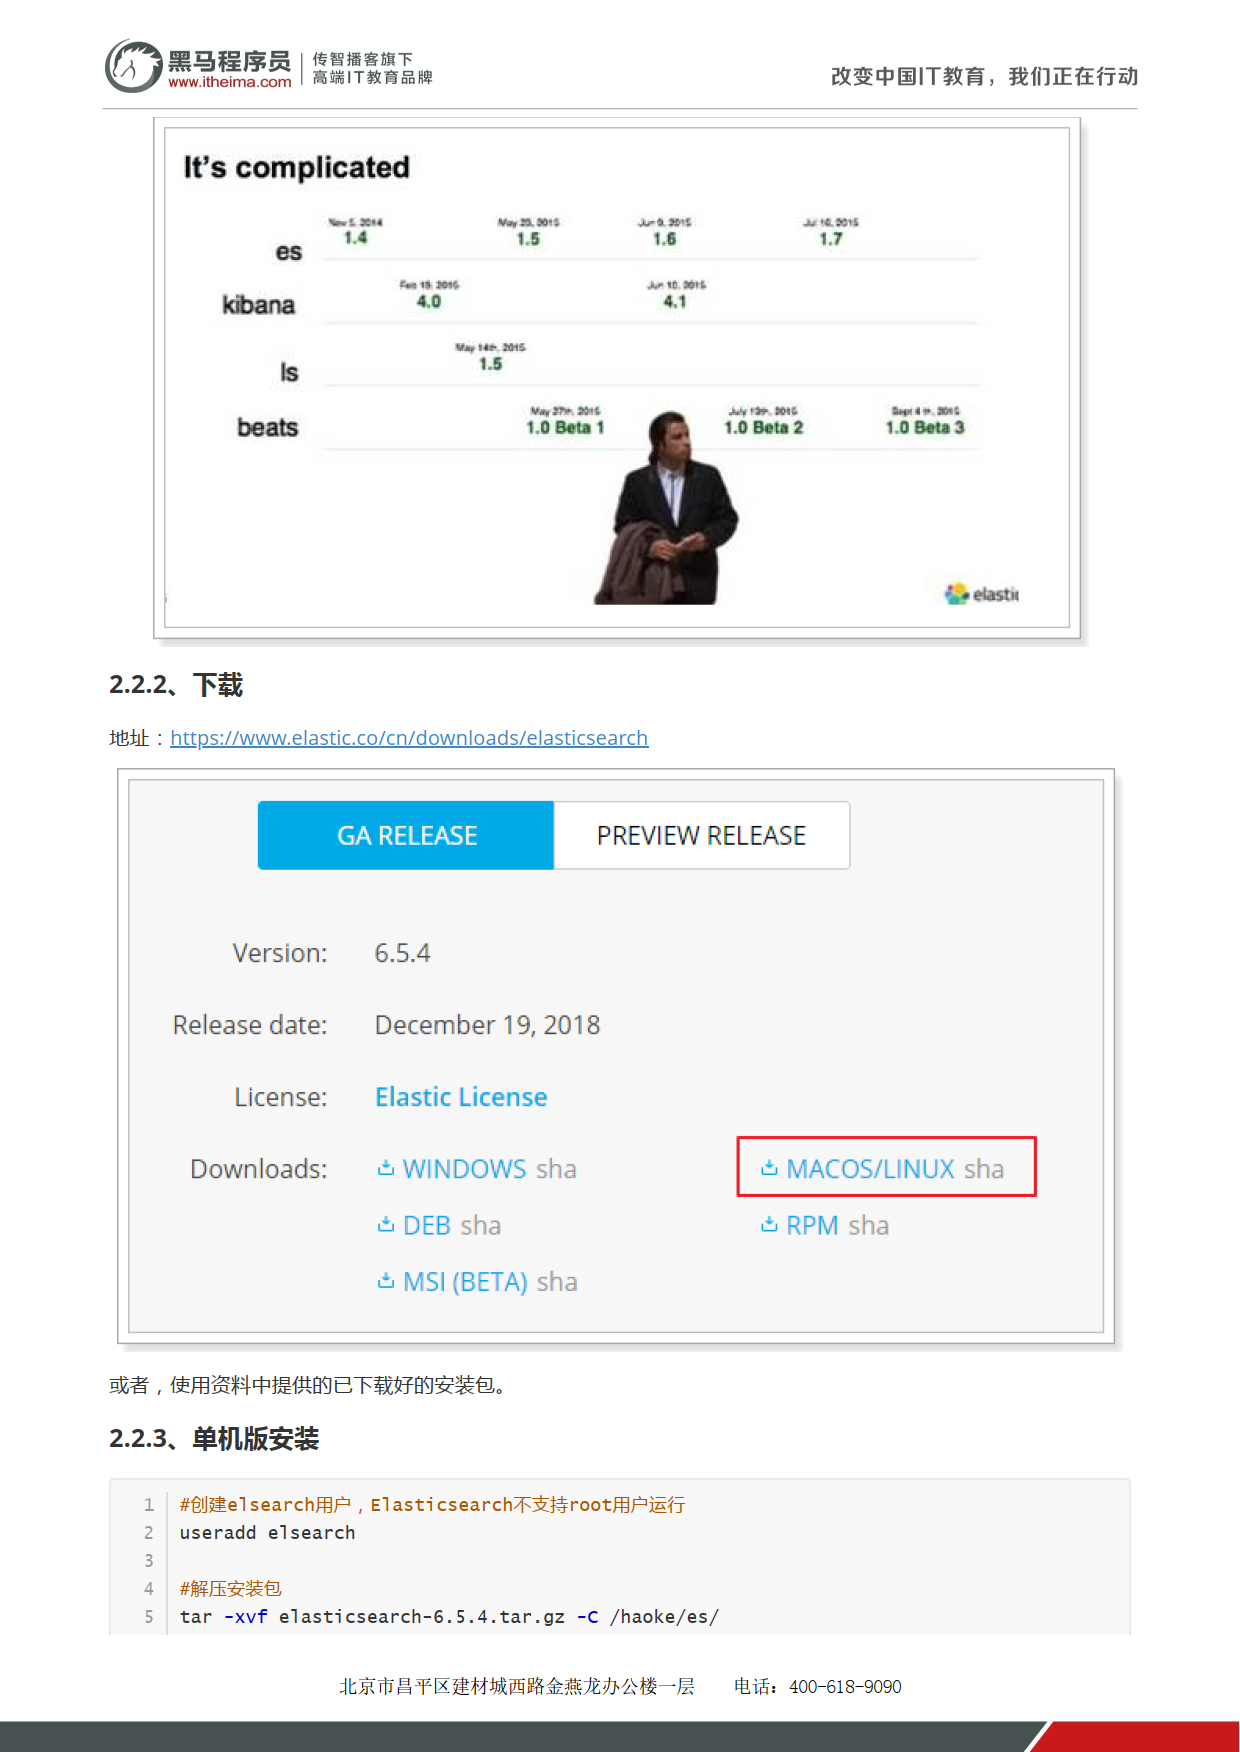 黑马程序员
www.itheima.com
传智播客旗下
高端IT教育品牌
改变中国IT教育，我们正在行动
It's complicated
Nov 5, 2014
May 23, 2015
Jun 9, 2015
Jul 16, 2015
1.4
1.5
1.6
1.7
es
Feb 19, 2015
Jun 10, 2015
4.0
4.1
kibana
May 14th, 2015
1.5
ls
May 27th, 2015
July 13th, 2015
Sept 4 th, 2015
1.0 Beta 1
1.0 Beta 2
1.0 Beta 3
beats
elastic
2.2.2、下载
地址：https://www.elastic.co/cn/downloads/elasticsearch
GA RELEASE
PREVIEW RELEASE
Version: 6.5.4
Release date: December 19, 2018
License: Elastic License
Downloads: WINDOWS sha MACOS/LINUX sha
DEB sha RPM sha
MSI (BETA) sha
或者，使用资料中提供的已下载好的安装包。
2.2.3、单机版安装
1 #创建elsearch用户，Elasticsearch不支持root用户运行
2 useradd elsearch
3
4 #解压安装包
5 tar -xvf elasticsearch-6.5.4.tar.gz -C /haoke/es/
北京市昌平区建材城西路金燕龙办公楼一层 电话：400-618-9090